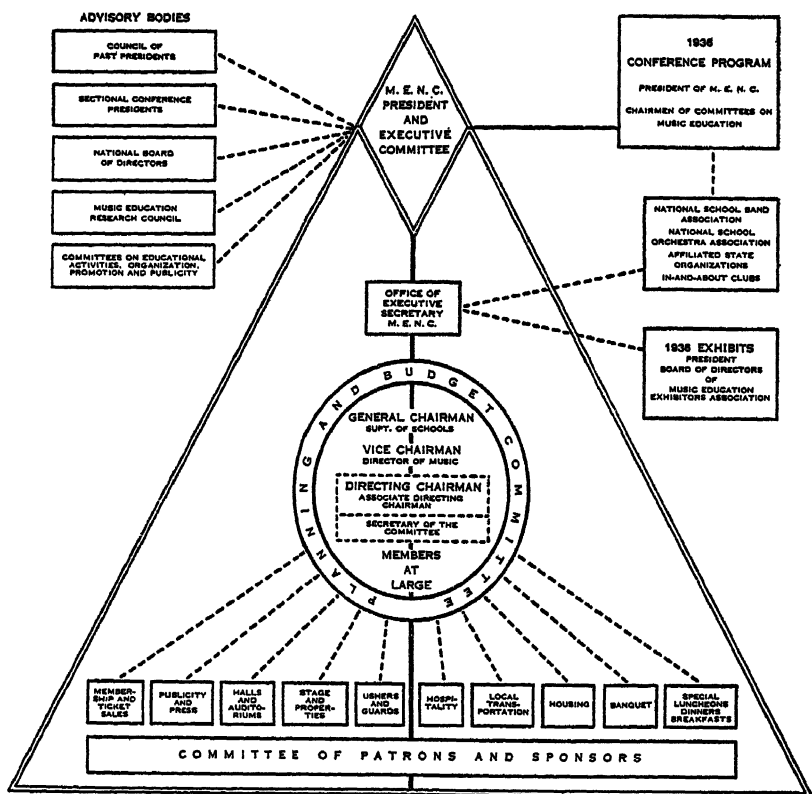 ADVISORY BODIES
COUNCIL OF
PAST PRESIDENTS
SECTIONAL CONFERENCE
PRESIDENTS
NATIONAL BOARD
OF DIRECTORS
MUSIC EDUCATION
RESEARCH COUNCIL
COMMITTEES ON EDUCATIONAL
ACTIVITIES, ORGANIZATION,
PROMOTION AND PUBLICITY
M. E. N. C.
PRESIDENT
AND
EXECUTIVE
COMMITTEE
1936
CONFERENCE PROGRAM
PRESIDENT OF M. E. N. C.
CHAIRMEN OF COMMITTEES ON
MUSIC EDUCATION
NATIONAL SCHOOL BAND
ASSOCIATION
NATIONAL SCHOOL
ORCHESTRA ASSOCIATION
AFFILIATED STATE
ORGANIZATIONS
IN-AND-ABOUT CLUBS
OFFICE OF
EXECUTIVE
SECRETARY
M. E. N. C.
1936 EXHIBITS
PRESIDENT
BOARD OF DIRECTORS
OF
MUSIC EDUCATION
EXHIBITORS ASSOCIATION
PLANNING AND BUDGET COMMITTEE
GENERAL CHAIRMAN
SUPT. OF SCHOOLS
VICE CHAIRMAN
DIRECTOR OF MUSIC
DIRECTING CHAIRMAN
ASSOCIATE DIRECTING
CHAIRMAN
SECRETARY OF THE
COMMITTEE
MEMBERS
AT
LARGE
MEMBER-
SHIP AND
TICKET
SALES
PUBLICITY
AND
PRESS
HALLS
AND
AUDITO-
RIUMS
STAGE
AND
PROPER-
TIES
USHERS
AND
GUARDS
HOSPI-
TALITY
LOCAL
TRANS-
PORTATION
HOUSING
BANQUET
SPECIAL
LUNCHEONS
DINNERS
BREAKFASTS
COMMITTEE OF PATRONS AND SPONSORS